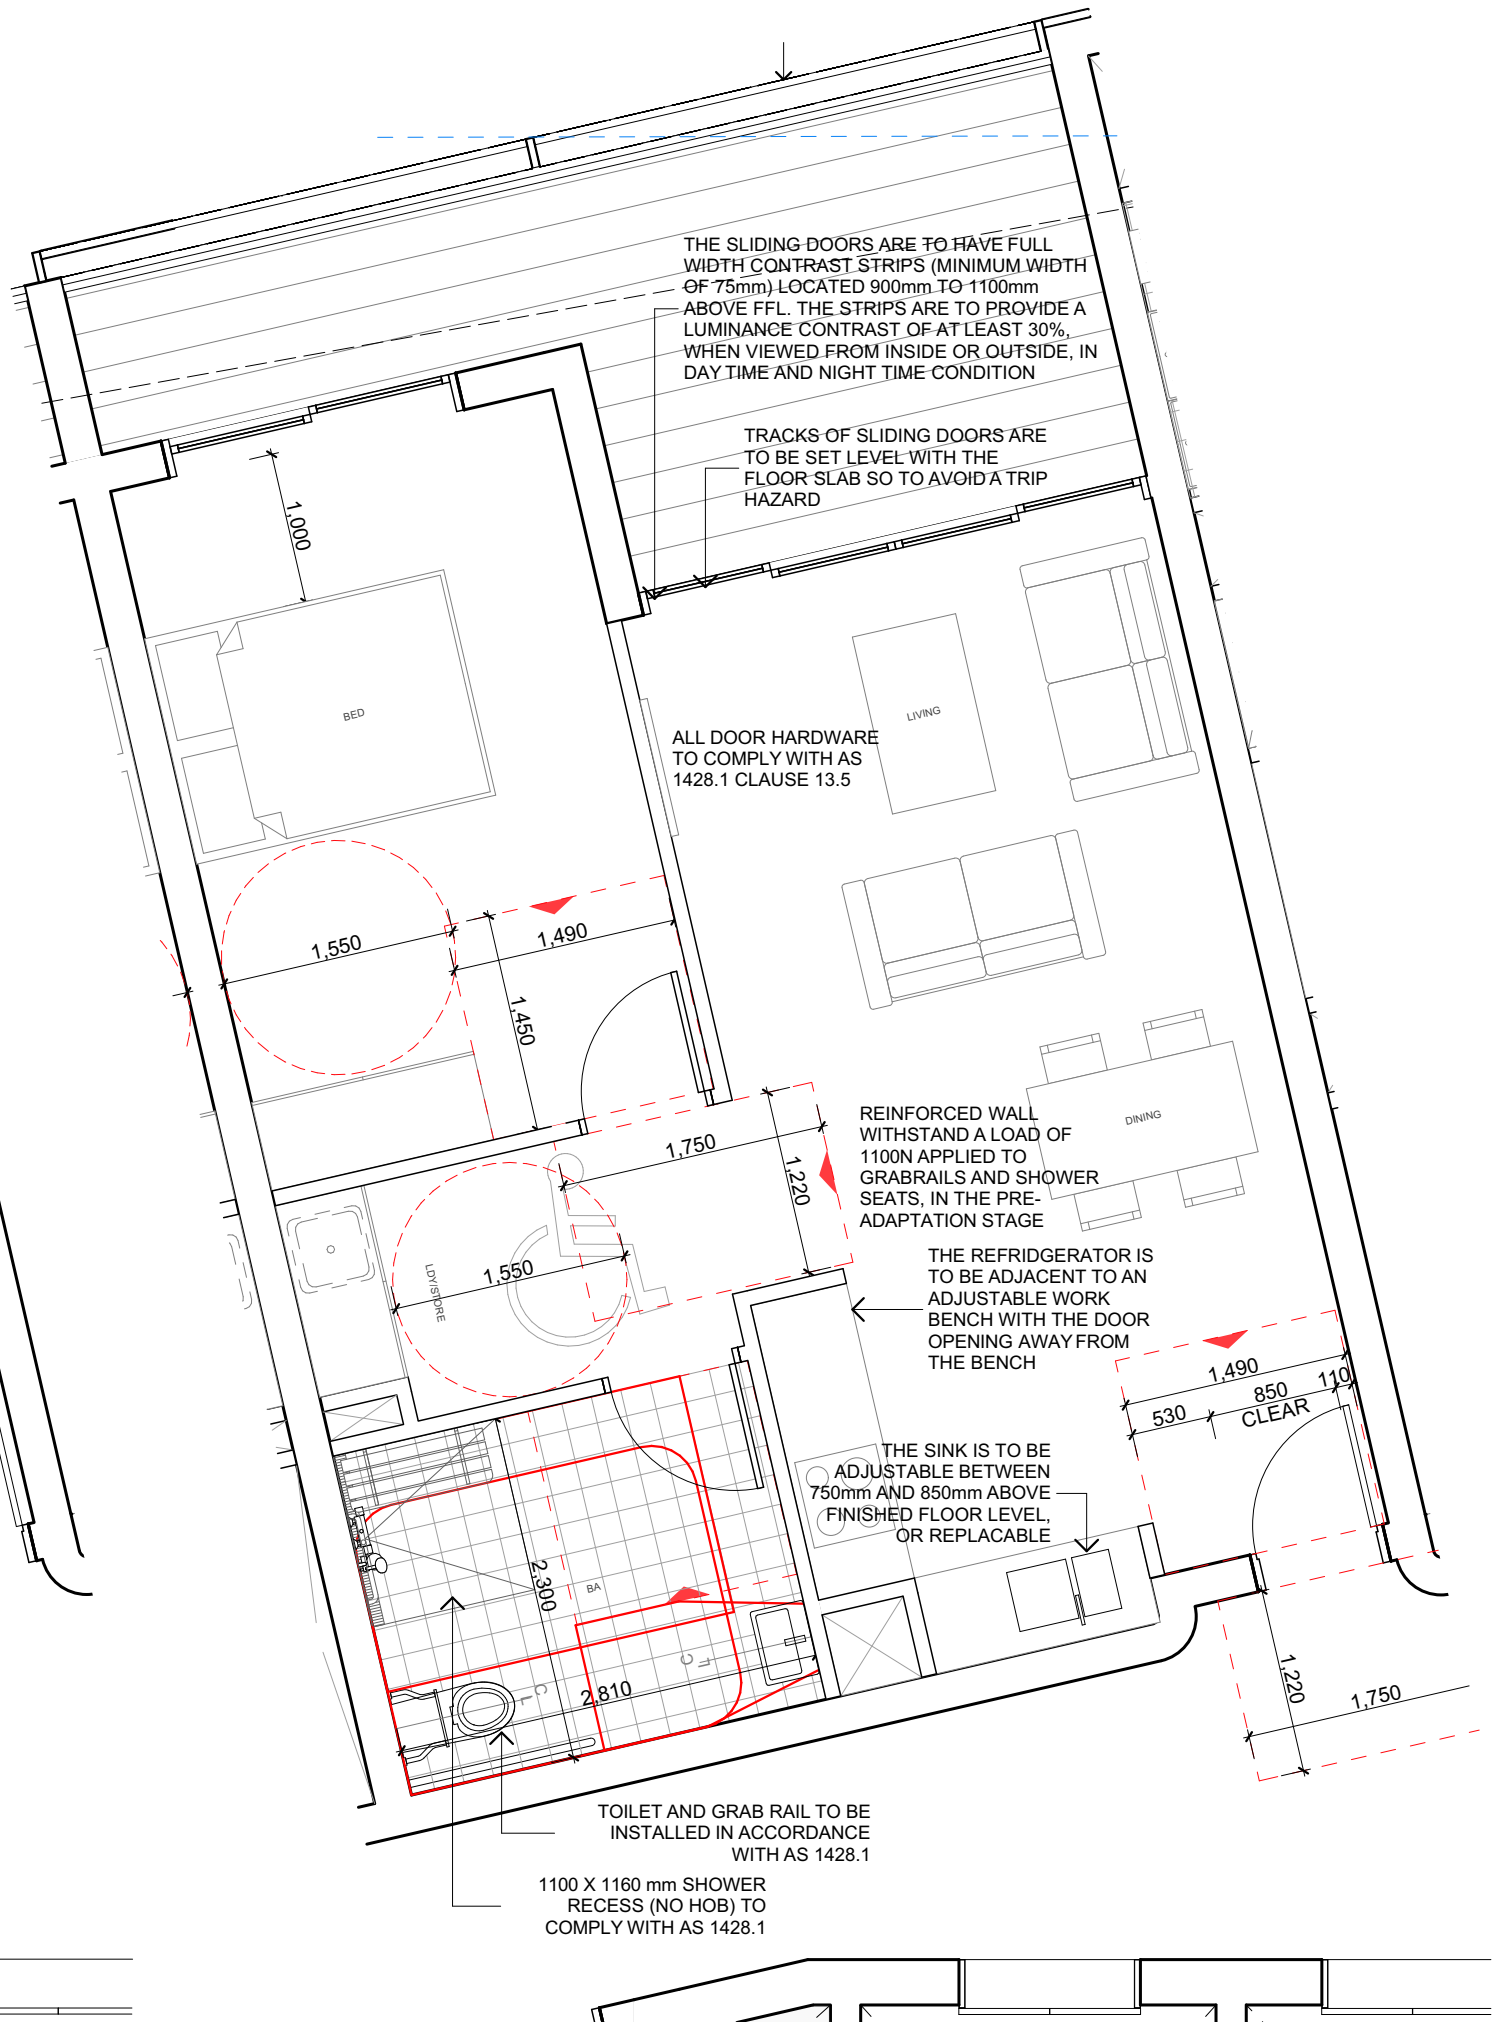 THE SLIDING DOORS ARE TO HAVE FULL
WIDTH CONTRAST STRIPS (MINIMUM WIDTH
OF 75mm) LOCATED 900mm TO 1100mm
ABOVE FFL. THE STRIPS ARE TO PROVIDE A
LUMINANCE CONTRAST OF AT LEAST 30%,
WHEN VIEWED FROM INSIDE OR OUTSIDE, IN
DAY TIME AND NIGHT TIME CONDITION
TRACKS OF SLIDING DOORS ARE
TO BE SET LEVEL WITH THE
FLOOR SLAB SO TO AVOID A TRIP
HAZARD
1,000
BED
LIVING
ALL DOOR HARDWARE
TO COMPLY WITH AS
1428.1 CLAUSE 13.5
1,550
1,490
1,450
DINING
REINFORCED WALL
WITHSTAND A LOAD OF
1100N APPLIED TO
GRABRAILS AND SHOWER
SEATS, IN THE PRE-
ADAPTATION STAGE
1,750
1,220
1,550
LDY/STORE
THE REFRIDGERATOR IS
TO BE ADJACENT TO AN
ADJUSTABLE WORK
BENCH WITH THE DOOR
OPENING AWAY FROM
THE BENCH
1,490
110
850
530
CLEAR
THE SINK IS TO BE
ADJUSTABLE BETWEEN
750mm AND 850mm ABOVE
FINISHED FLOOR LEVEL,
OR REPLACABLE
2,300
BA
C
L
C
L
2,810
1,220
1,750
TOILET AND GRAB RAIL TO BE
INSTALLED IN ACCORDANCE
WITH AS 1428.1
1100 X 1160 mm SHOWER
RECESS (NO HOB) TO
COMPLY WITH AS 1428.1